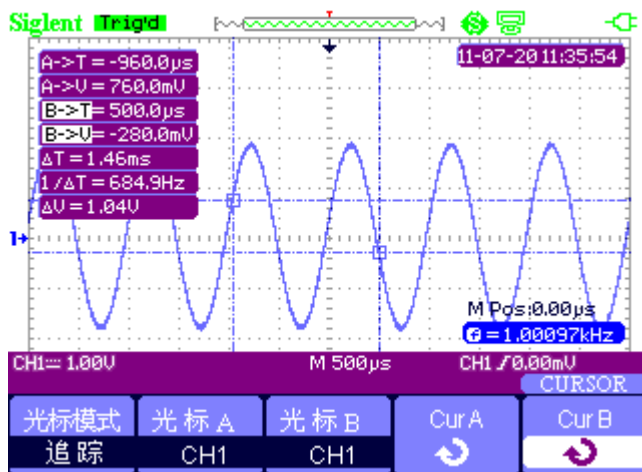 Siglent Trig'd
11-07-20 11:35:54
A->T = -960.0µs
A->V = 760.0mV
B->T = 500.0µs
B->V = -280.0mV
ΔT = 1.46ms
1/ΔT = 684.9Hz
ΔV = 1.04V
1
M Pos:0.00µs
f = 1.00097kHz
CH1 1.00V M 500µs CH1 0.00mV
CURSOR
光标模式 光标 A 光标 B Cur A Cur B
追踪 CH1 CH1